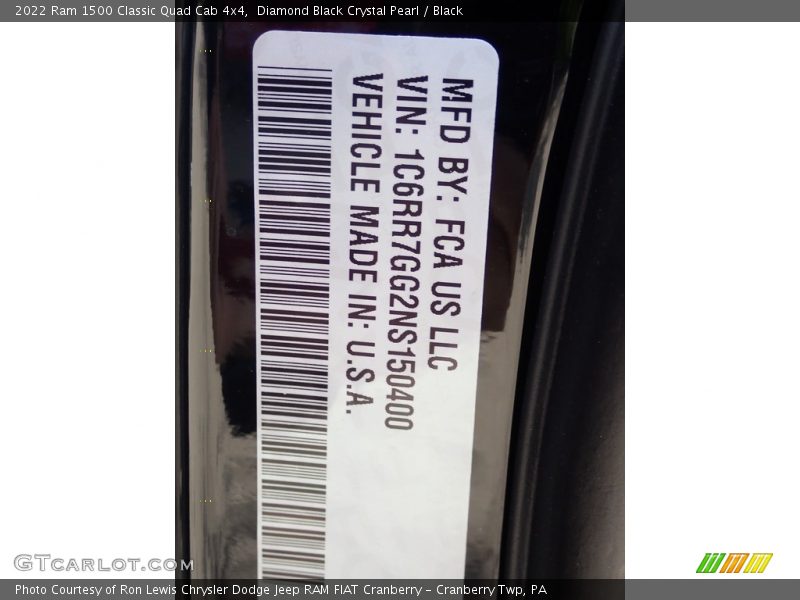 2022 Ram 1500 Classic Quad Cab 4x4, Diamond Black Crystal Pearl / Black
MFD BY: FCA US LLC
VIN: 1C6RR7GG2NS150400
VEHICLE MADE IN: U.S.A.
GTCARLOT.COM
Photo Courtesy of Ron Lewis Chrysler Dodge Jeep RAM FIAT Cranberry - Cranberry Twp, PA